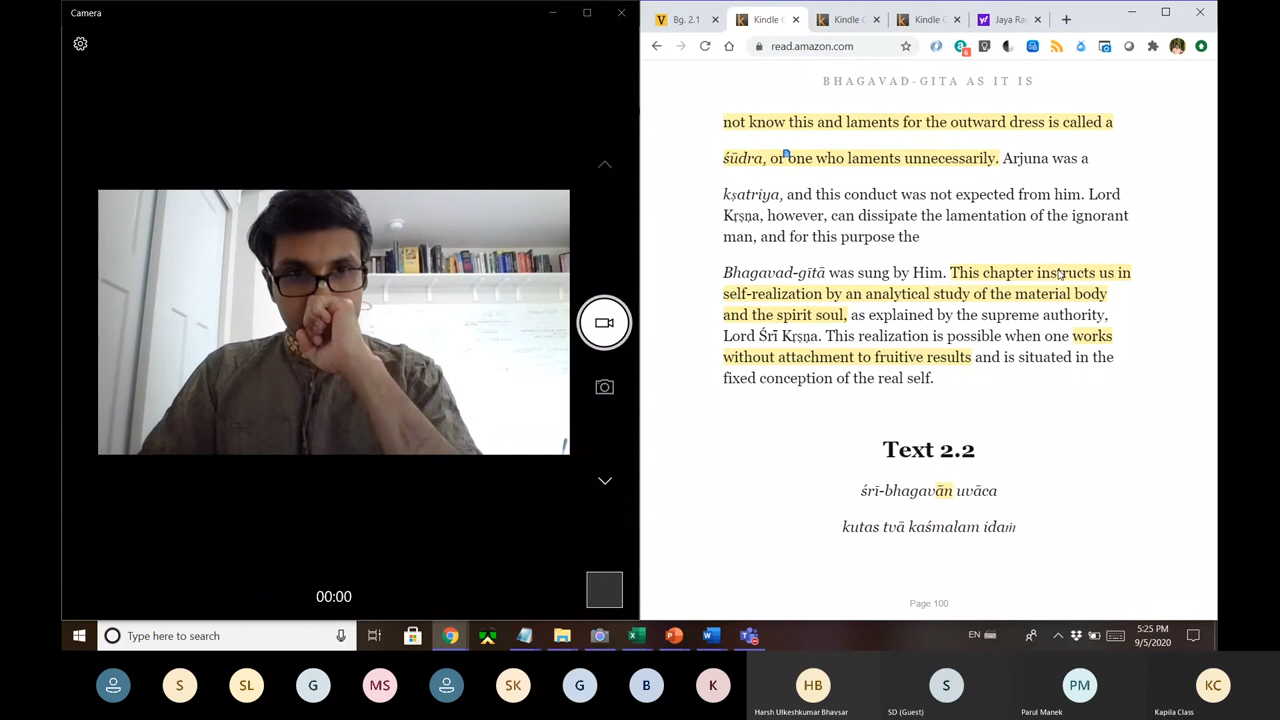 Camera
Bg. 2.1
Kindle C
Kindle C
Kindle C
Jaya Ra
read.amazon.com
6
BHAGAVAD-GITA AS IT IS
not know this and laments for the outward dress is called a
śūdra, or one who laments unnecessarily. Arjuna was a
kṣatriya, and this conduct was not expected from him. Lord
Kṛṣṇa, however, can dissipate the lamentation of the ignorant
man, and for this purpose the
Bhagavad-gītā was sung by Him. This chapter instructs us in
self-realization by an analytical study of the material body
and the spirit soul, as explained by the supreme authority,
Lord Śrī Kṛṣṇa. This realization is possible when one works
without attachment to fruitive results and is situated in the
fixed conception of the real self.
Text 2.2
śrī-bhagavān uvāca
kutas tvā kaśmalam idaṁ
Page 100
00:00
Type here to search
EN
5:25 PM
9/5/2020
S
SL
G
MS
SK
G
B
K
HB
S
PM
KC
Harsh Ulkeshkumar Bhavsar
SD (Guest)
Parul Manek
Kapila Class